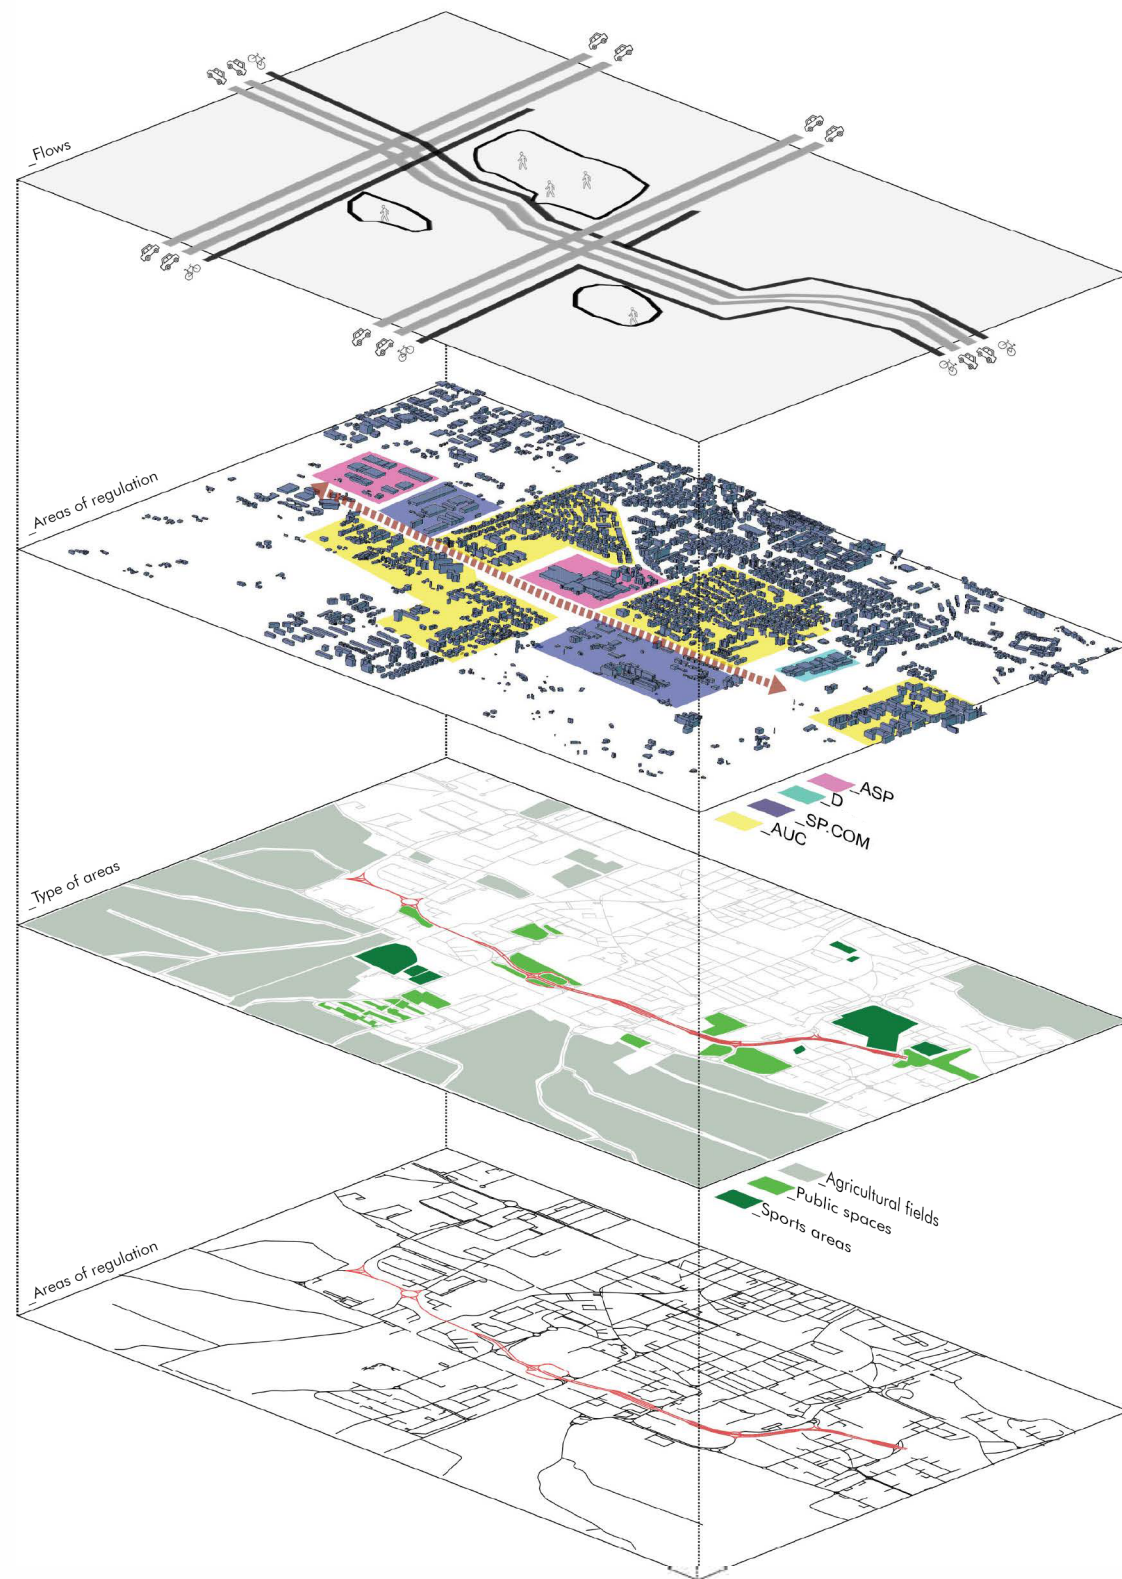 _Flows
_Areas of regulation
_ASP
_D
_SP.COM
_AUC
_Type of areas
_Agricultural fields
_Public spaces
_Sports areas
_Areas of regulation